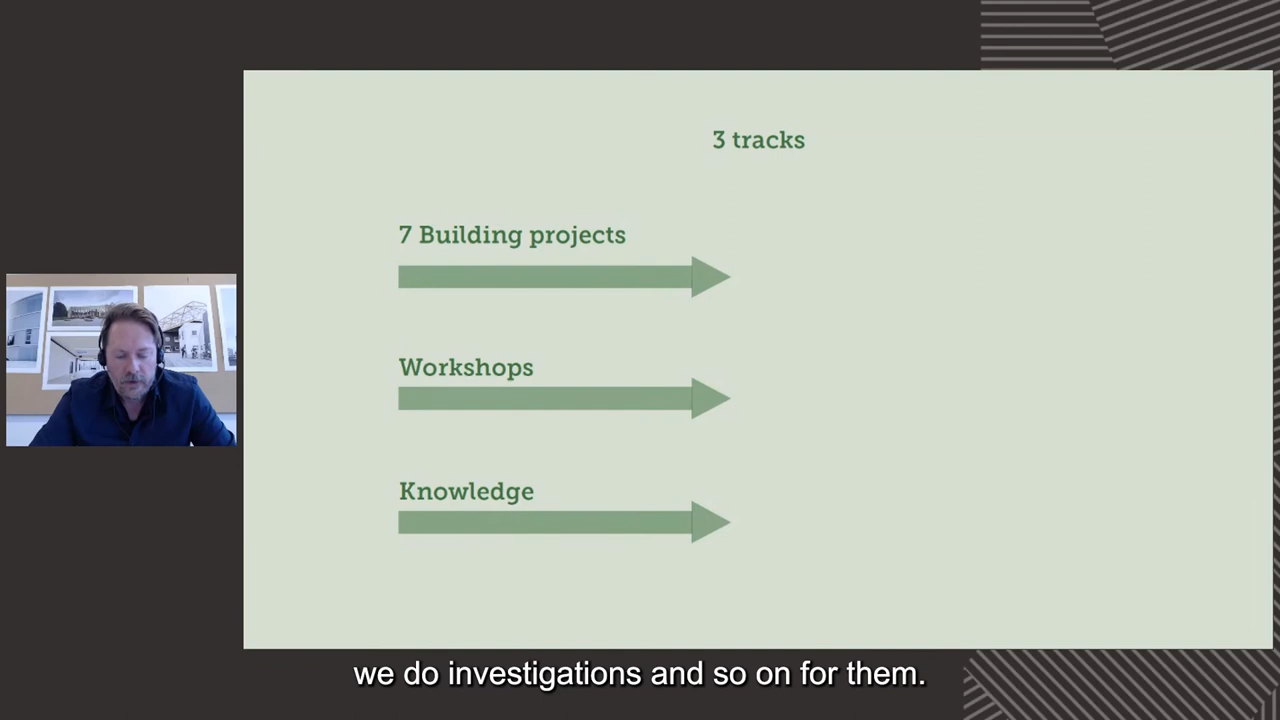 3 tracks
7 Building projects
Workshops
Knowledge
we do investigations and so on for them.